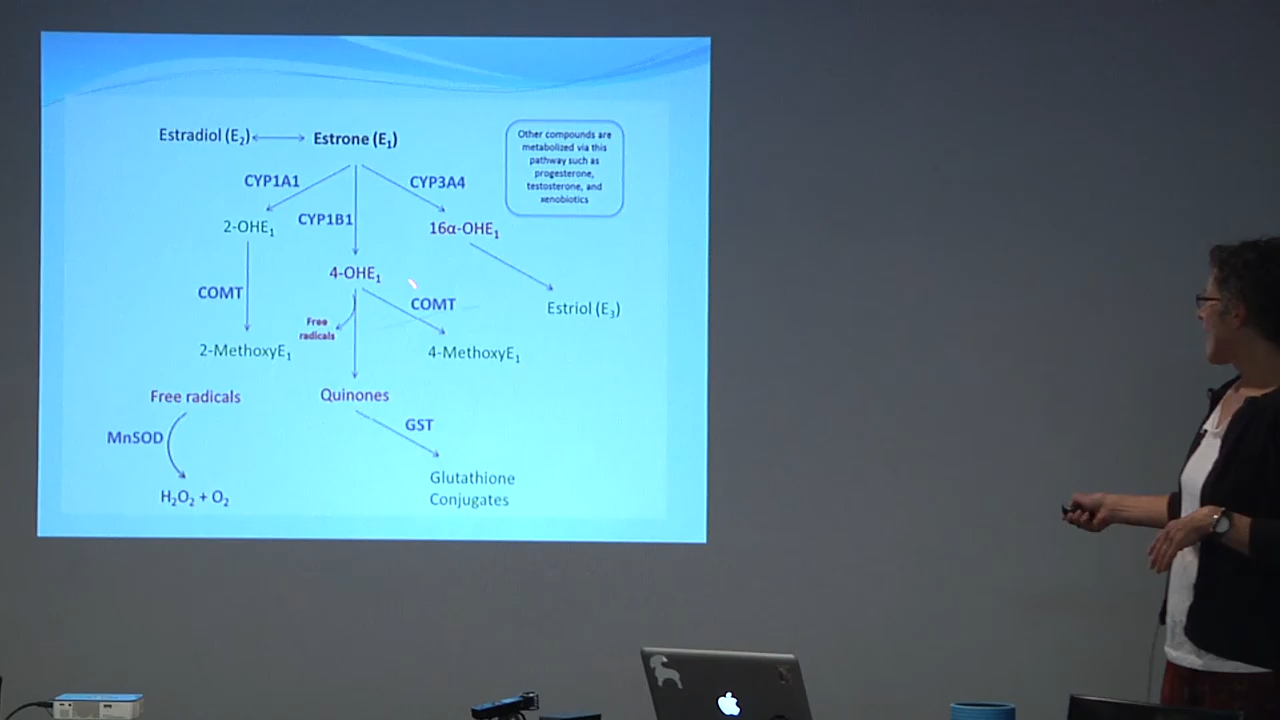 Estradiol (E₂)
Estrone (E₁)
Other compounds are
metabolized via this
pathway such as
progesterone,
testosterone, and
xenobiotics
CYP1A1
CYP3A4
CYP1B1
2-OHE₁
16α-OHE₁
4-OHE₁
COMT
COMT
Free
radicals
Estriol (E₃)
2-MethoxyE₁
4-MethoxyE₁
Free radicals
Quinones
MnSOD
GST
Glutathione
Conjugates
H₂O₂ + O₂